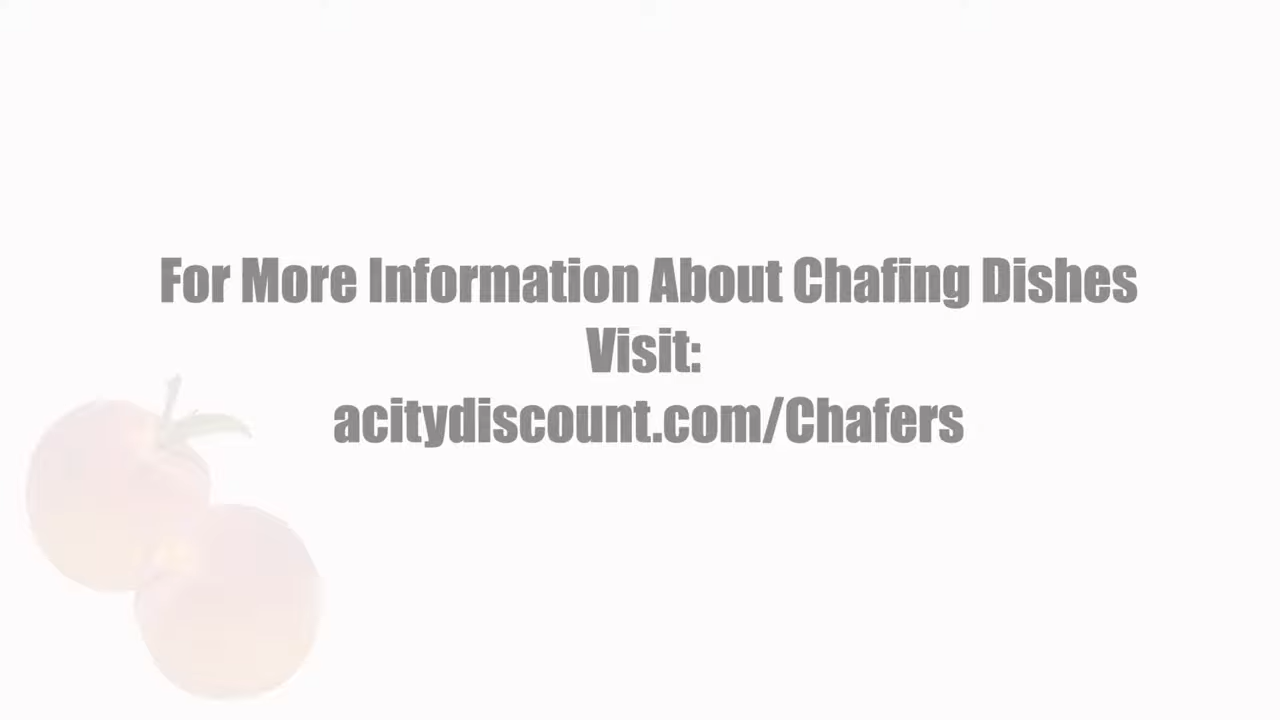 For More Information About Chafing Dishes
Visit:
acitydiscount.com/Chafers